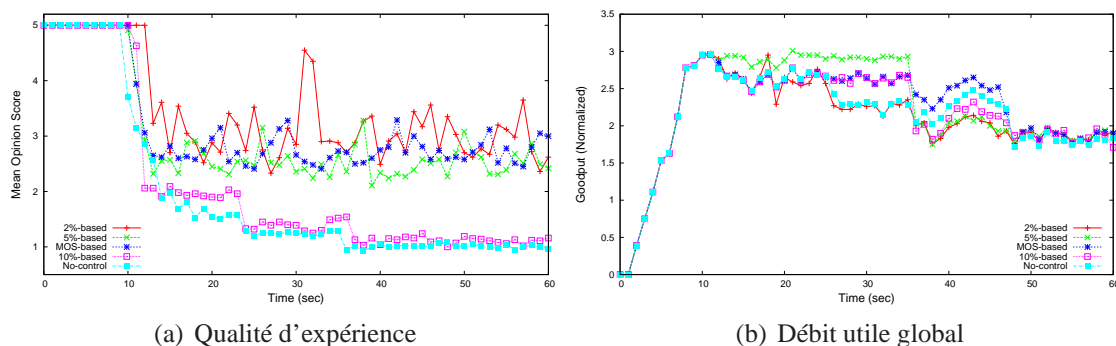 Mean Opinion Score
5
4
3
2
1
2%-based
5%-based
MOS-based
10%-based
No-control
0 10 20 30 40 50 60
Time (sec)
(a) Qualité d'expérience
Goodput (Normalized)
3.5
3
2.5
2
1.5
1
0.5
0
2%-based
5%-based
MOS-based
10%-based
No-control
0 10 20 30 40 50 60
Time (sec)
(b) Débit utile global